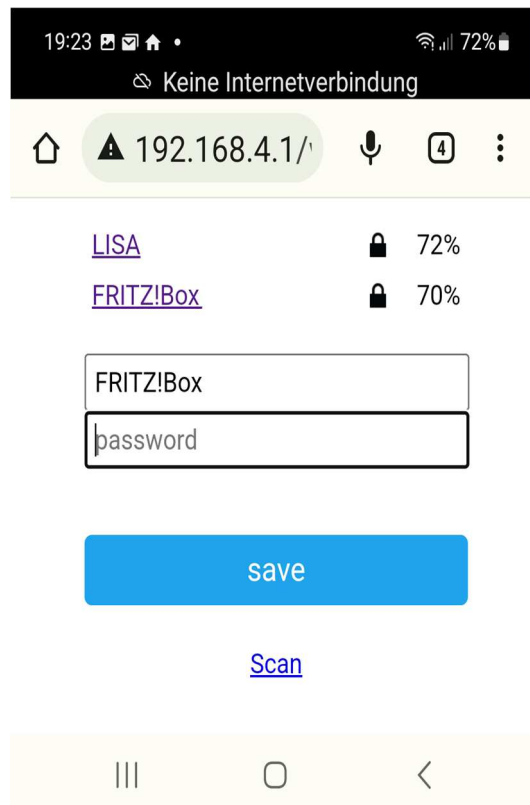 19:23 72%
Keine Internetverbindung
192.168.4.1/
4
LISA 72%
FRITZ!Box 70%
FRITZ!Box
password
save
Scan